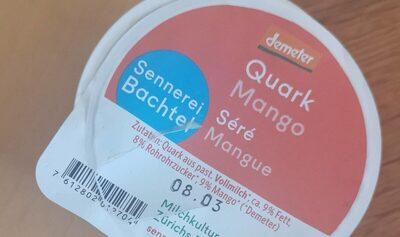 demeter
Quark
Mango
Sennerei
Bachtel
Séré
Mangue
Zutaten: Quark aus past. Vollmilch*, ca. 9% Fett,
8% Rohrohrzucker*, 9% Mango* (*Demeter)
08.03
Milchkultur
Zürichs